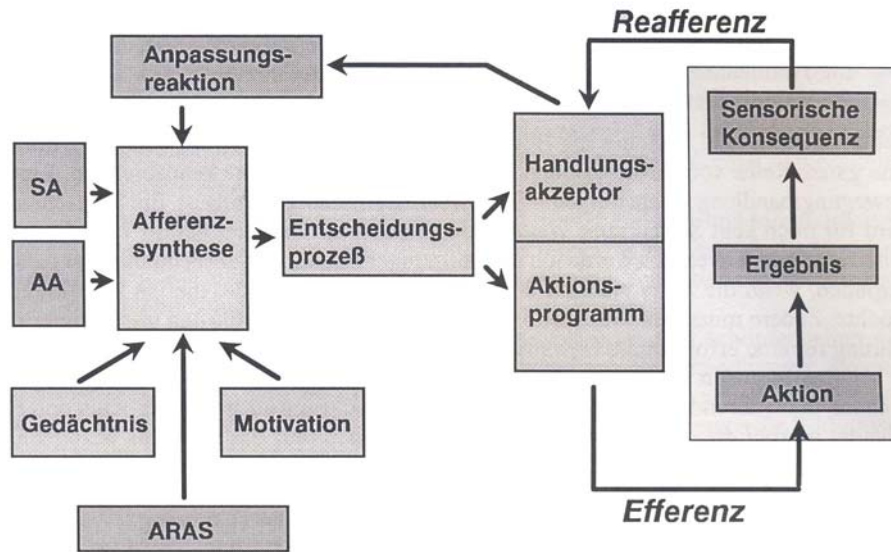 Reafferenz
Anpassungs-
reaktion
Sensorische
Konsequenz
SA
Afferenz-
synthese
Handlungs-
akzeptor
Entscheidungs-
prozeß
AA
Aktions-
programm
Ergebnis
Gedächtnis
Motivation
Aktion
ARAS
Efferenz